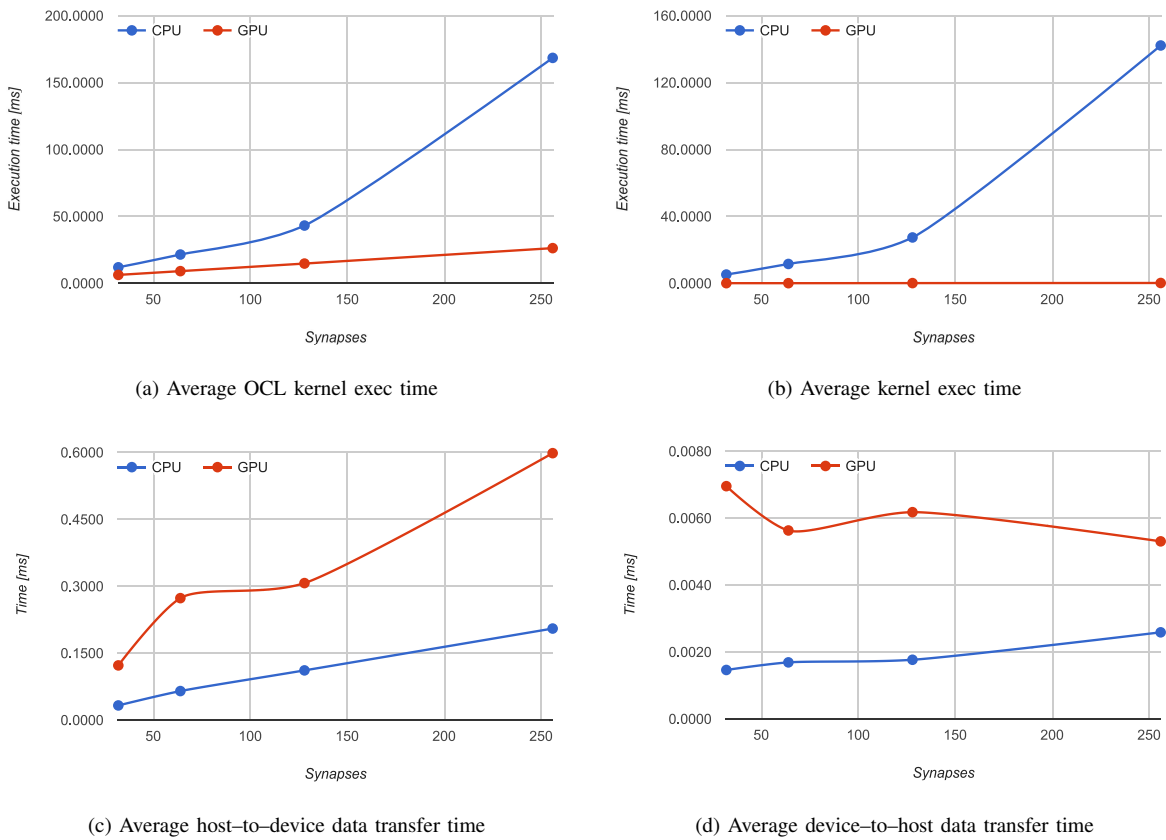 200.0000
CPU GPU
150.0000
100.0000
50.0000
0.0000
50 100 150 200 250
Execution time [ms]
Synapses
(a) Average OCL kernel exec time
160.0000
CPU GPU
120.0000
80.0000
40.0000
0.0000
50 100 150 200 250
Execution time [ms]
Synapses
(b) Average kernel exec time
0.6000
CPU GPU
0.4500
0.3000
0.1500
0.0000
50 100 150 200 250
Time [ms]
Synapses
(c) Average host–to–device data transfer time
0.0080
CPU GPU
0.0060
0.0040
0.0020
0.0000
50 100 150 200 250
Time [ms]
Synapses
(d) Average device–to–host data transfer time